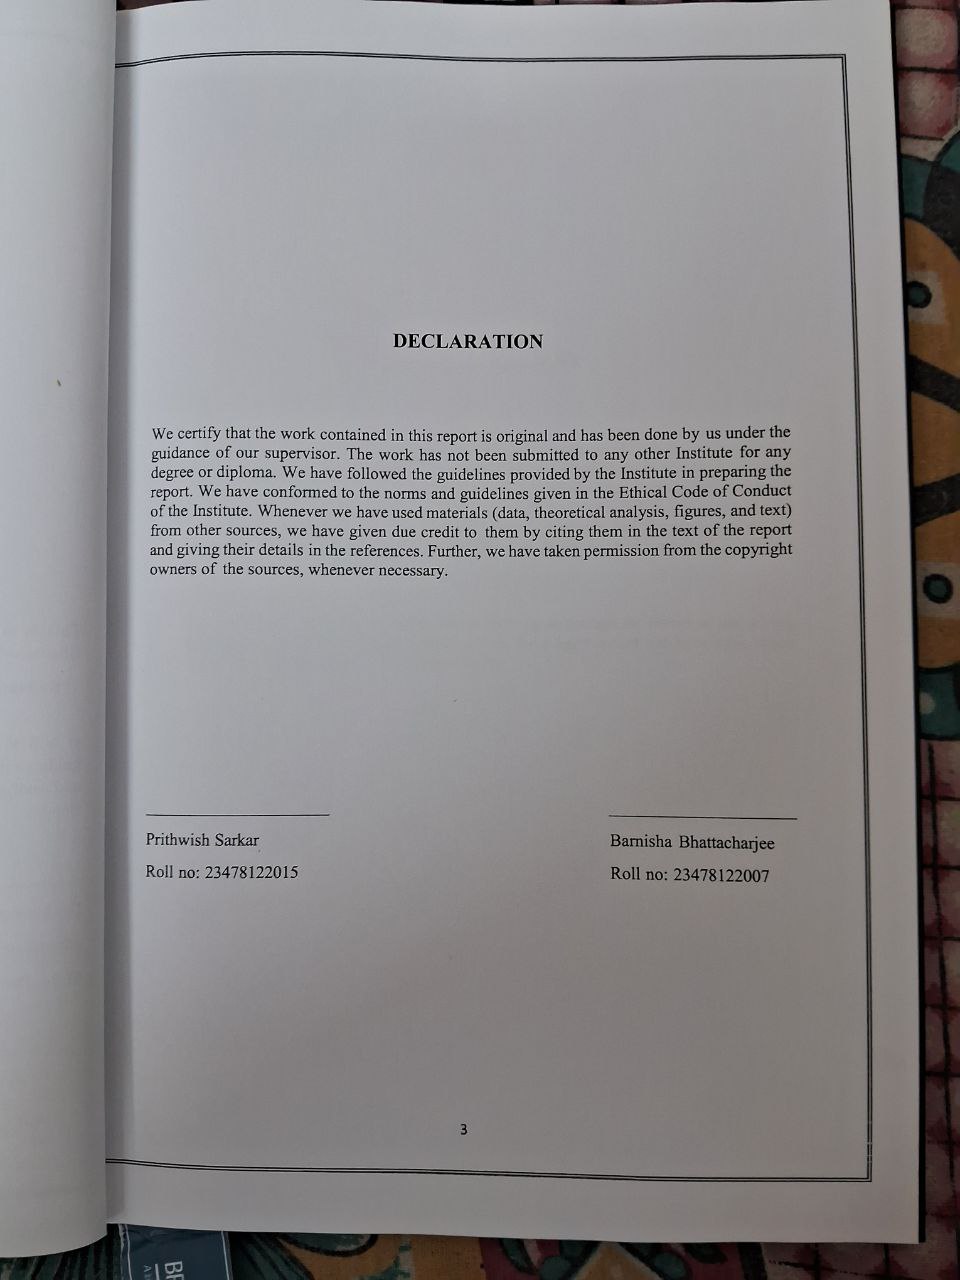 DECLARATION
We certify that the work contained in this report is original and has been done by us under the
guidance of our supervisor. The work has not been submitted to any other Institute for any
degree or diploma. We have followed the guidelines provided by the Institute in preparing the
report. We have conformed to the norms and guidelines given in the Ethical Code of Conduct
of the Institute. Whenever we have used materials (data, theoretical analysis, figures, and text)
from other sources, we have given due credit to them by citing them in the text of the report
and giving their details in the references. Further, we have taken permission from the copyright
owners of the sources, whenever necessary.
Prithwish Sarkar
Barnisha Bhattacharjee
Roll no: 23478122015
Roll no: 23478122007
3